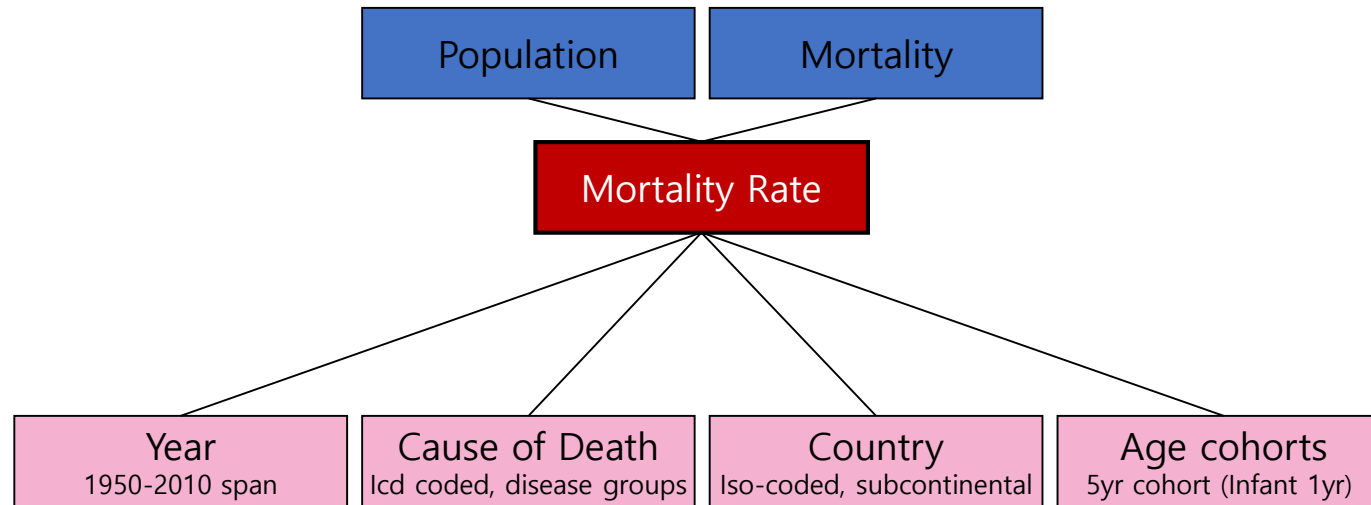 Population
Mortality
Mortality Rate
Year
1950-2010 span
Cause of Death
Icd coded, disease groups
Country
Iso-coded, subcontinental
Age cohorts
5yr cohort (Infant 1yr)